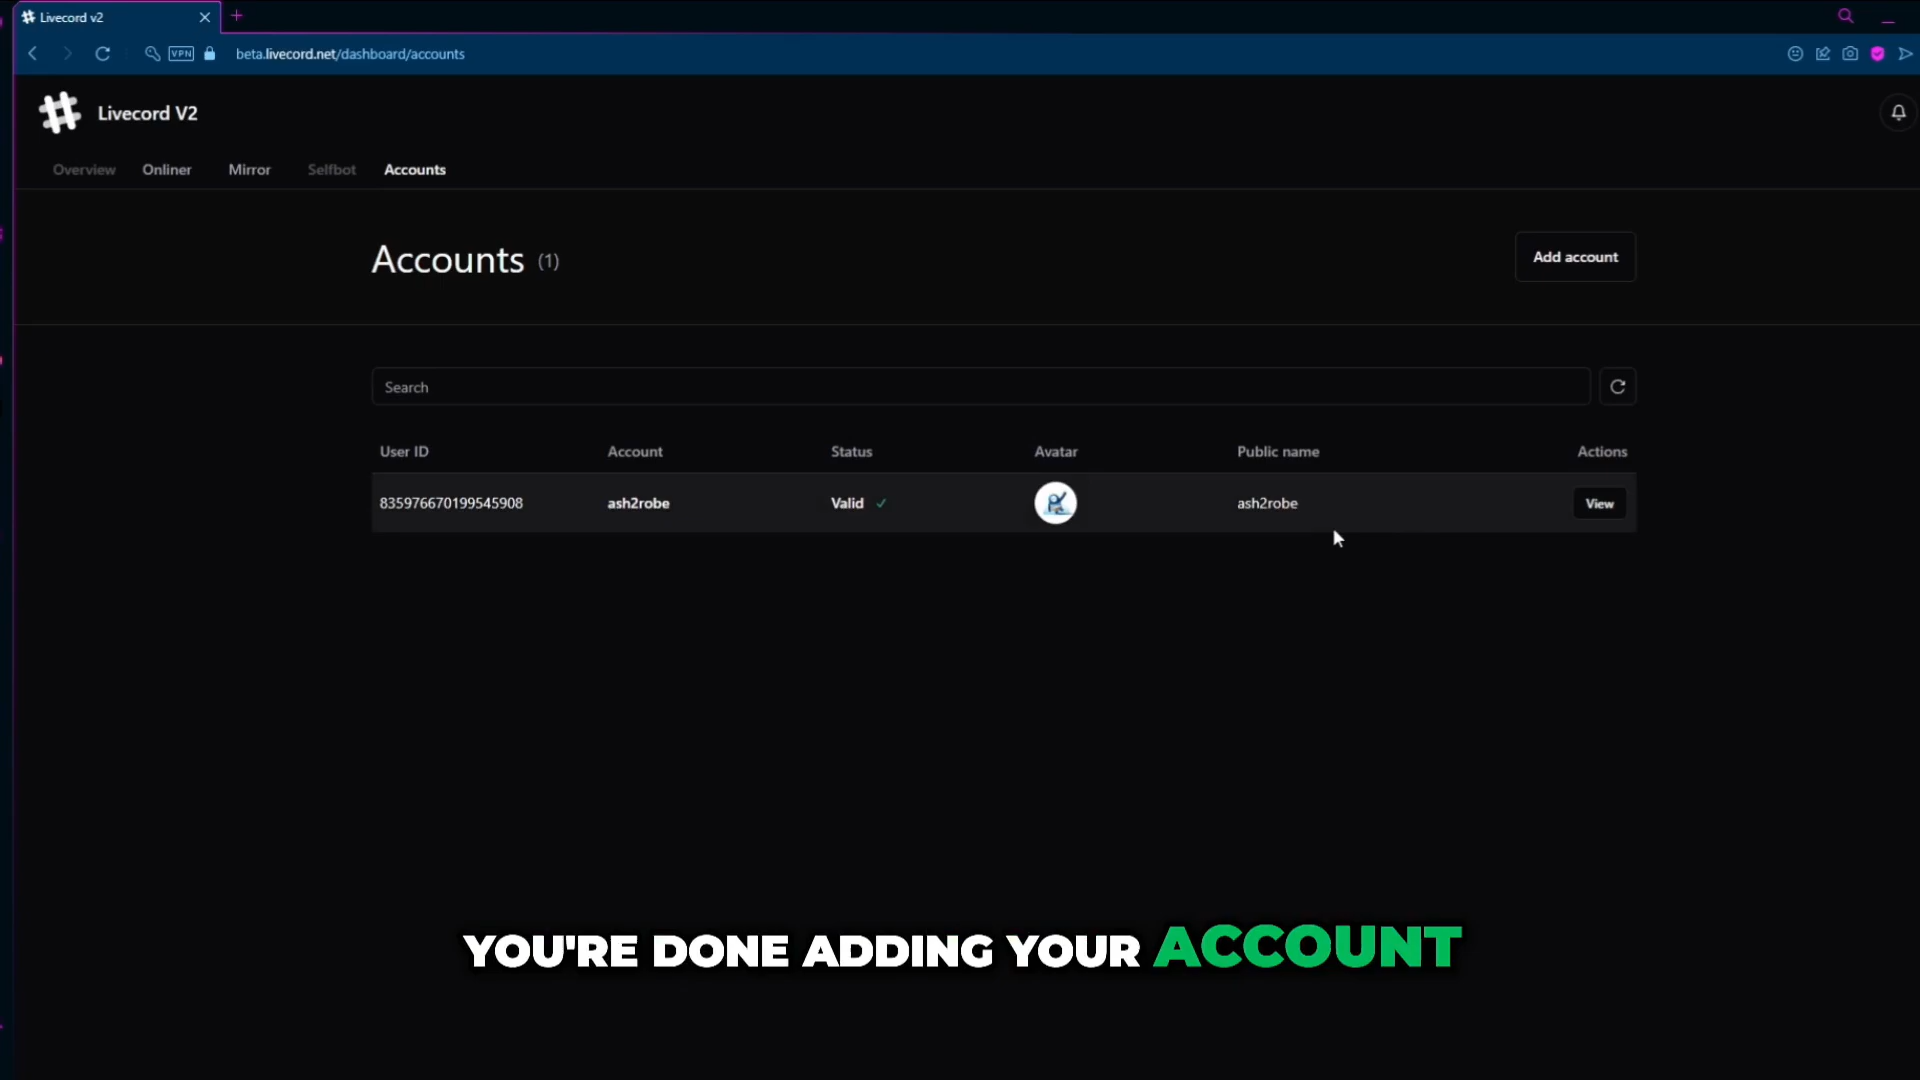 Livecord v2
VPN
beta.livecord.net/dashboard/accounts
Livecord V2
Overview Onliner Mirror Selfbot Accounts
Accounts (1)
Add account
Search
User ID Account Status Avatar Public name Actions
835976670199545908 ash2robe Valid ash2robe View
YOU'RE DONE ADDING YOUR ACCOUNT